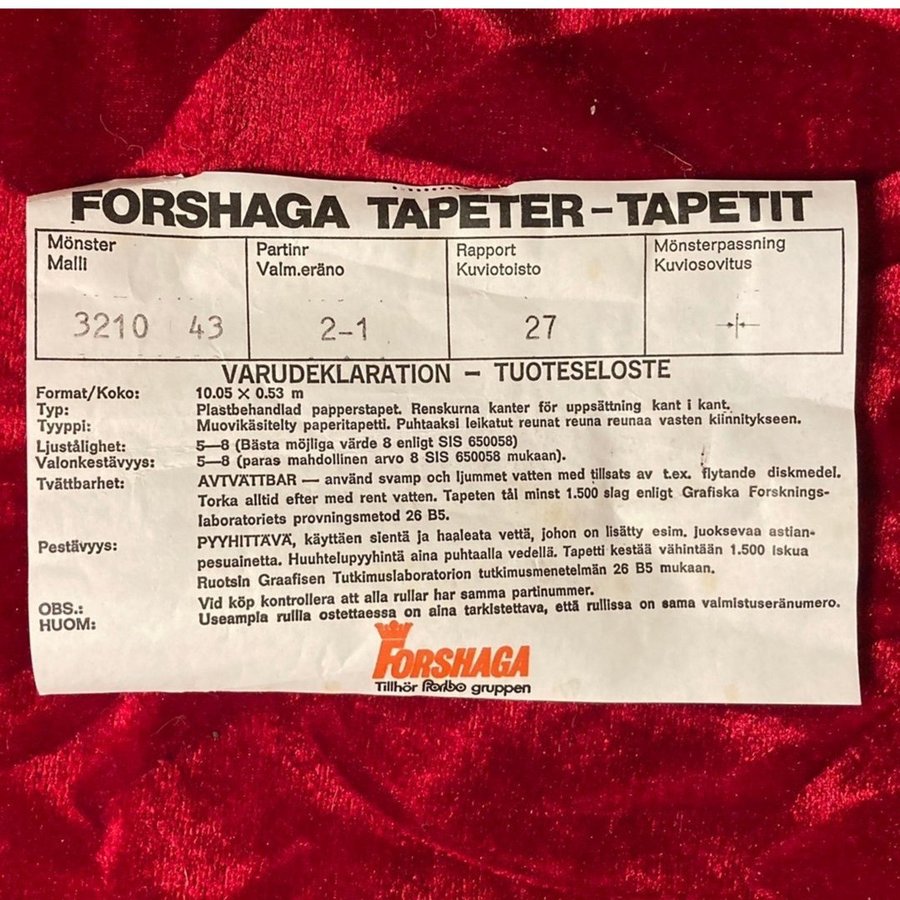 FORSHAGA TAPETER–TAPETIT
Mönster
Malli
3210 43
Partinr
Valm.eräno
2–1
Rapport
Kuviotoisto
27
Mönsterpassning
Kuviosovitus
VARUDEKLARATION – TUOTESELOSTE
Format/Koko: 10.05 × 0.53 m
Typ: Plastbehandlad papperstapet. Renskurna kanter för uppsättning kant i kant.
Tyyppi: Muovikäsitelty paperitapetti. Puhtaaksi leikatut reunat reuna reunaa vasten kiinnitykseen.
Ljustålighet: 5—8 (Bästa möjliga värde 8 enligt SIS 650058)
Valonkestävyys: 5—8 (paras mahdollinen arvo 8 SIS 650058 mukaan).
Tvättbarhet: AVTVÄTTBAR — använd svamp och ljummet vatten med tillsats av t.ex. flytande diskmedel.
Torka alltid efter med rent vatten. Tapeten tål minst 1.500 slag enligt Grafiska Forsknings-
laboratoriets provningsmetod 26 B5.
Pestävyys: PYYHITTÄVÄ, käyttäen sientä ja haaleata vettä, johon on lisätty esim. juoksevaa astian-
pesuainetta. Huuhtelupyyhintä aina puhtaalla vedellä. Tapetti kestää vähintään 1.500 iskua
Ruotsin Graafisen Tutkimuslaboratorion tutkimusmenetelmän 26 B5 mukaan.
OBS.: Vid köp kontrollera att alla rullar har samma partinummer.
HUOM: Useampia rullia ostettaessa on aina tarkistettava, että rullissa on sama valmistuseränumero.
FORSHAGA
Tillhör Forbo gruppen